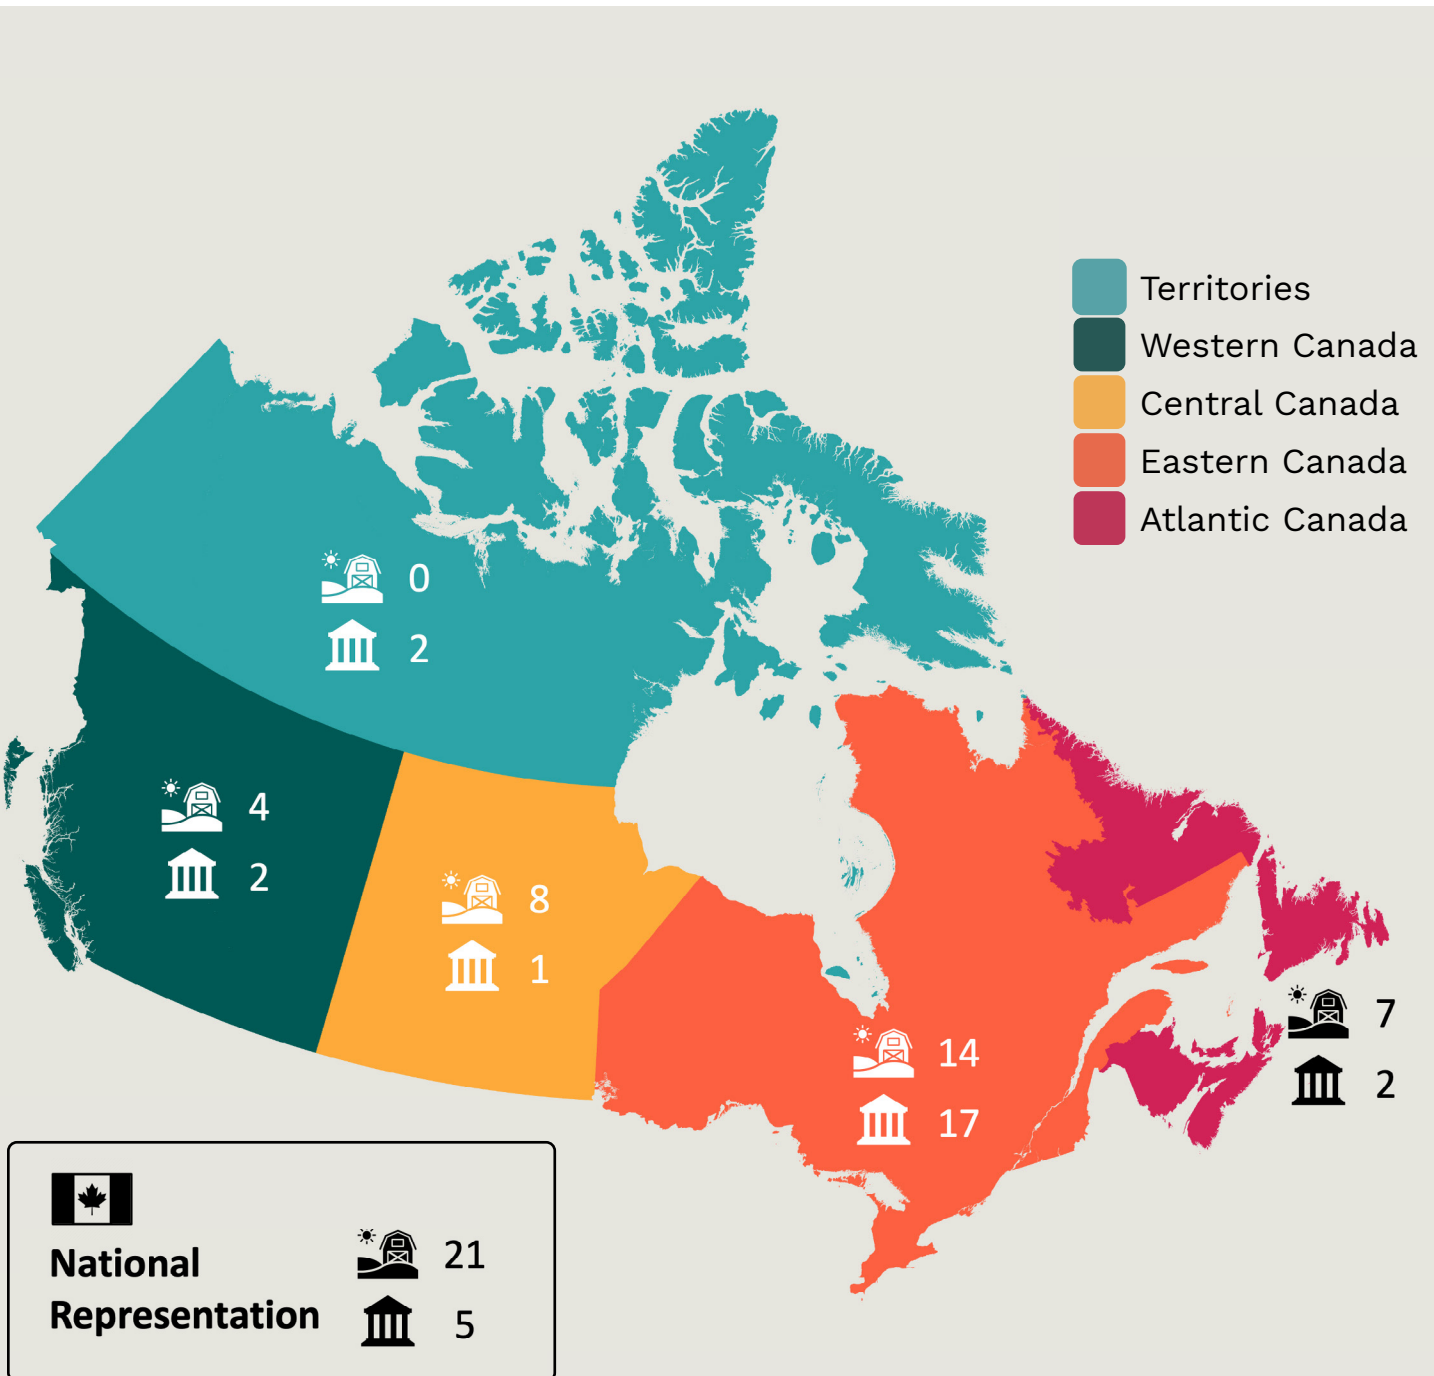 Territories
Western Canada
Central Canada
Eastern Canada
Atlantic Canada
0
2
4
2
8
1
14
17
7
2
National
Representation
21
5